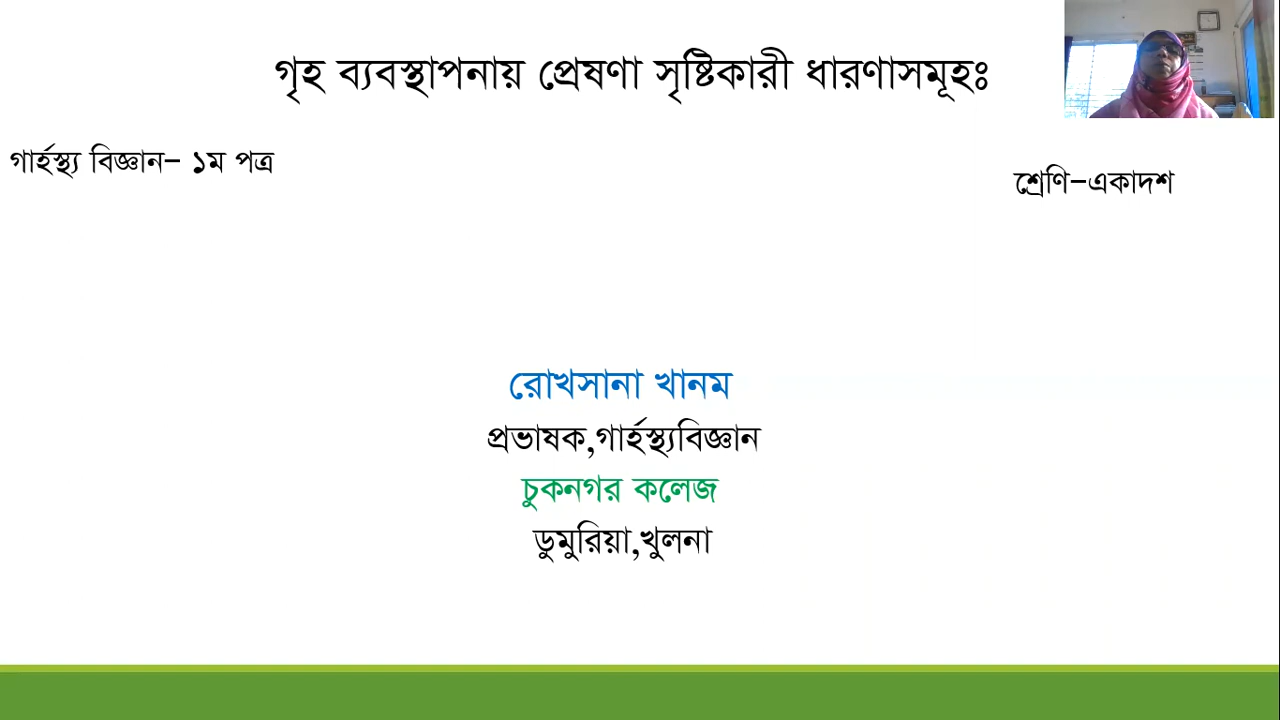 গৃহ ব্যবস্থাপনায় প্রেষণা সৃষ্টিকারী ধারণাসমূহঃ
গার্হস্থ্য বিজ্ঞান– ১ম পত্র
শ্রেণি–একাদশ
রোখসানা খানম
প্রভাষক,গার্হস্থ্যবিজ্ঞান
চুকনগর কলেজ
ডুমুরিয়া,খুলনা